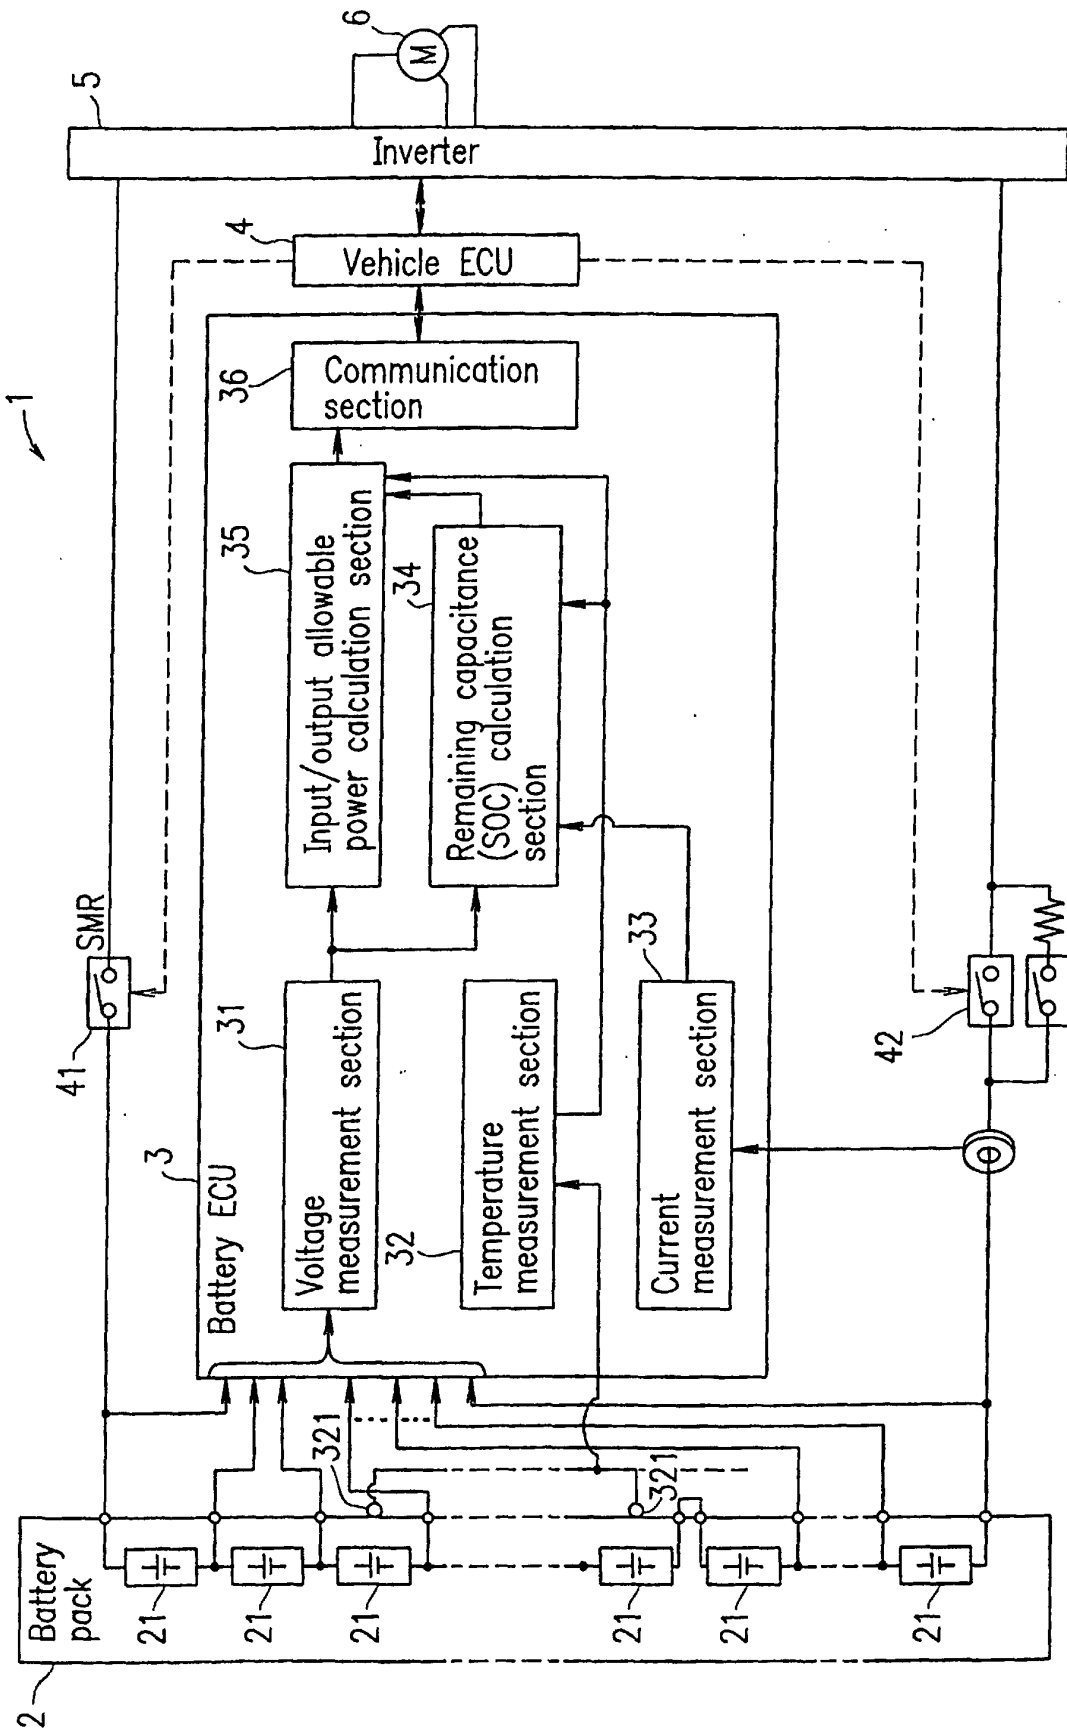 1
2
Battery
pack
21
21
21
21
21
21
321
321
3
Battery ECU
Voltage
measurement section
31
Temperature
measurement section
32
Current
measurement section
33
Input/output allowable
power calculation section
35
Remaining capacitance
(SOC) calculation
section
34
Communication
section
36
Vehicle ECU
4
Inverter
5
M
6
41
SMR
42